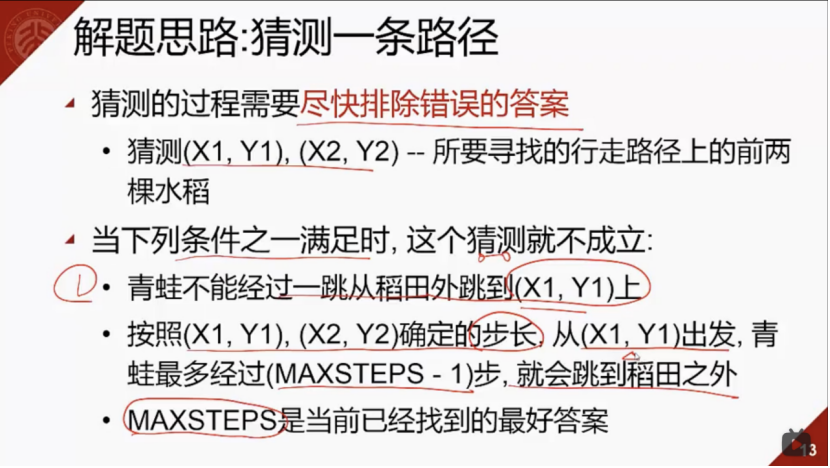 解题思路:猜测一条路径
猜测的过程需要尽快排除错误的答案
• 猜测(X1, Y1), (X2, Y2) -- 所要寻找的行走路径上的前两
棵水稻
当下列条件之一满足时, 这个猜测就不成立:
① • 青蛙不能经过一跳从稻田外跳到(X1, Y1)上
• 按照(X1, Y1), (X2, Y2)确定的步长, 从(X1, Y1)出发, 青
蛙最多经过(MAXSTEPS - 1)步, 就会跳到稻田之外
• MAXSTEPS是当前已经找到的最好答案
13